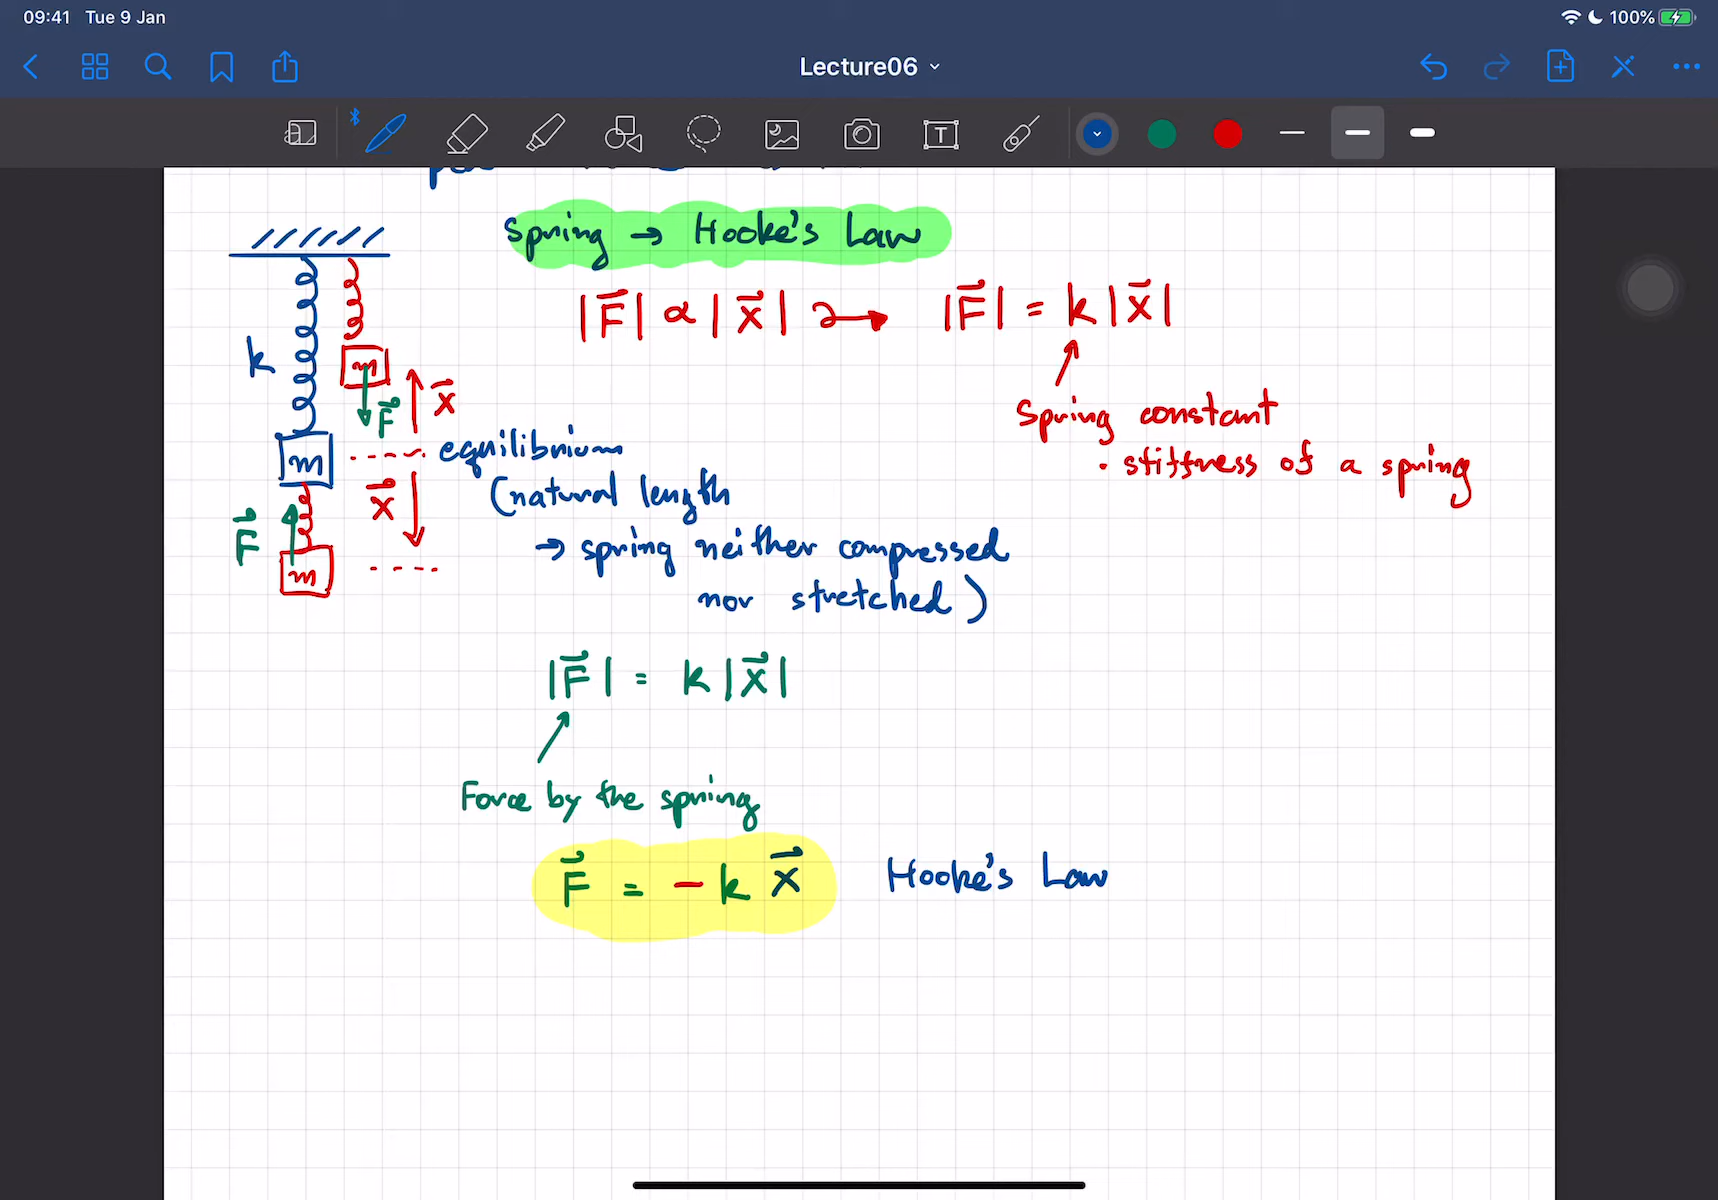 09:41 Tue 9 Jan
100%
Lecture06
T
Spring → Hooke's Law
|F⃗| ∝ |x⃗| → |F⃗| = k|x⃗|
k
m
F⃗
x⃗
Spring constant
· stiffness of a spring
m
equilibrium
x⃗
(natural length
F⃗
→ spring neither compressed
m
nor stretched)
|F⃗| = k|x⃗|
Force by the spring
F⃗ = -k x⃗ Hooke's Law